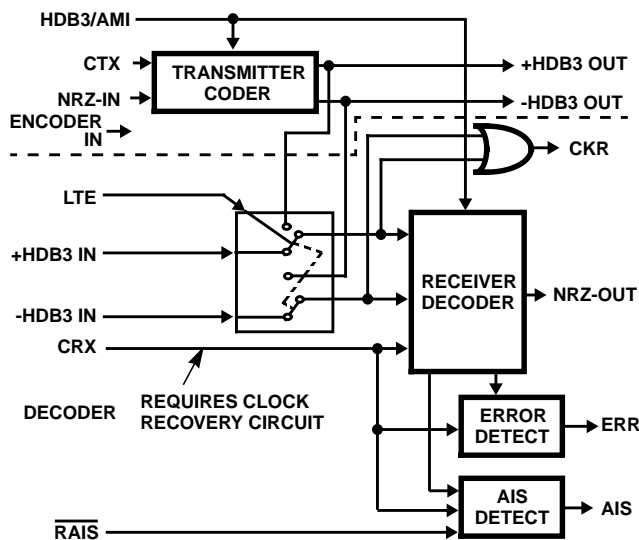 HDB3/AMI
CTX
TRANSMITTER
CODER
+HDB3 OUT
NRZ-IN
-HDB3 OUT
ENCODER
IN
CKR
LTE
+HDB3 IN
RECEIVER
DECODER
NRZ-OUT
-HDB3 IN
CRX
DECODER
REQUIRES CLOCK
RECOVERY CIRCUIT
ERROR
DETECT
ERR
AIS
DETECT
AIS
RAIS